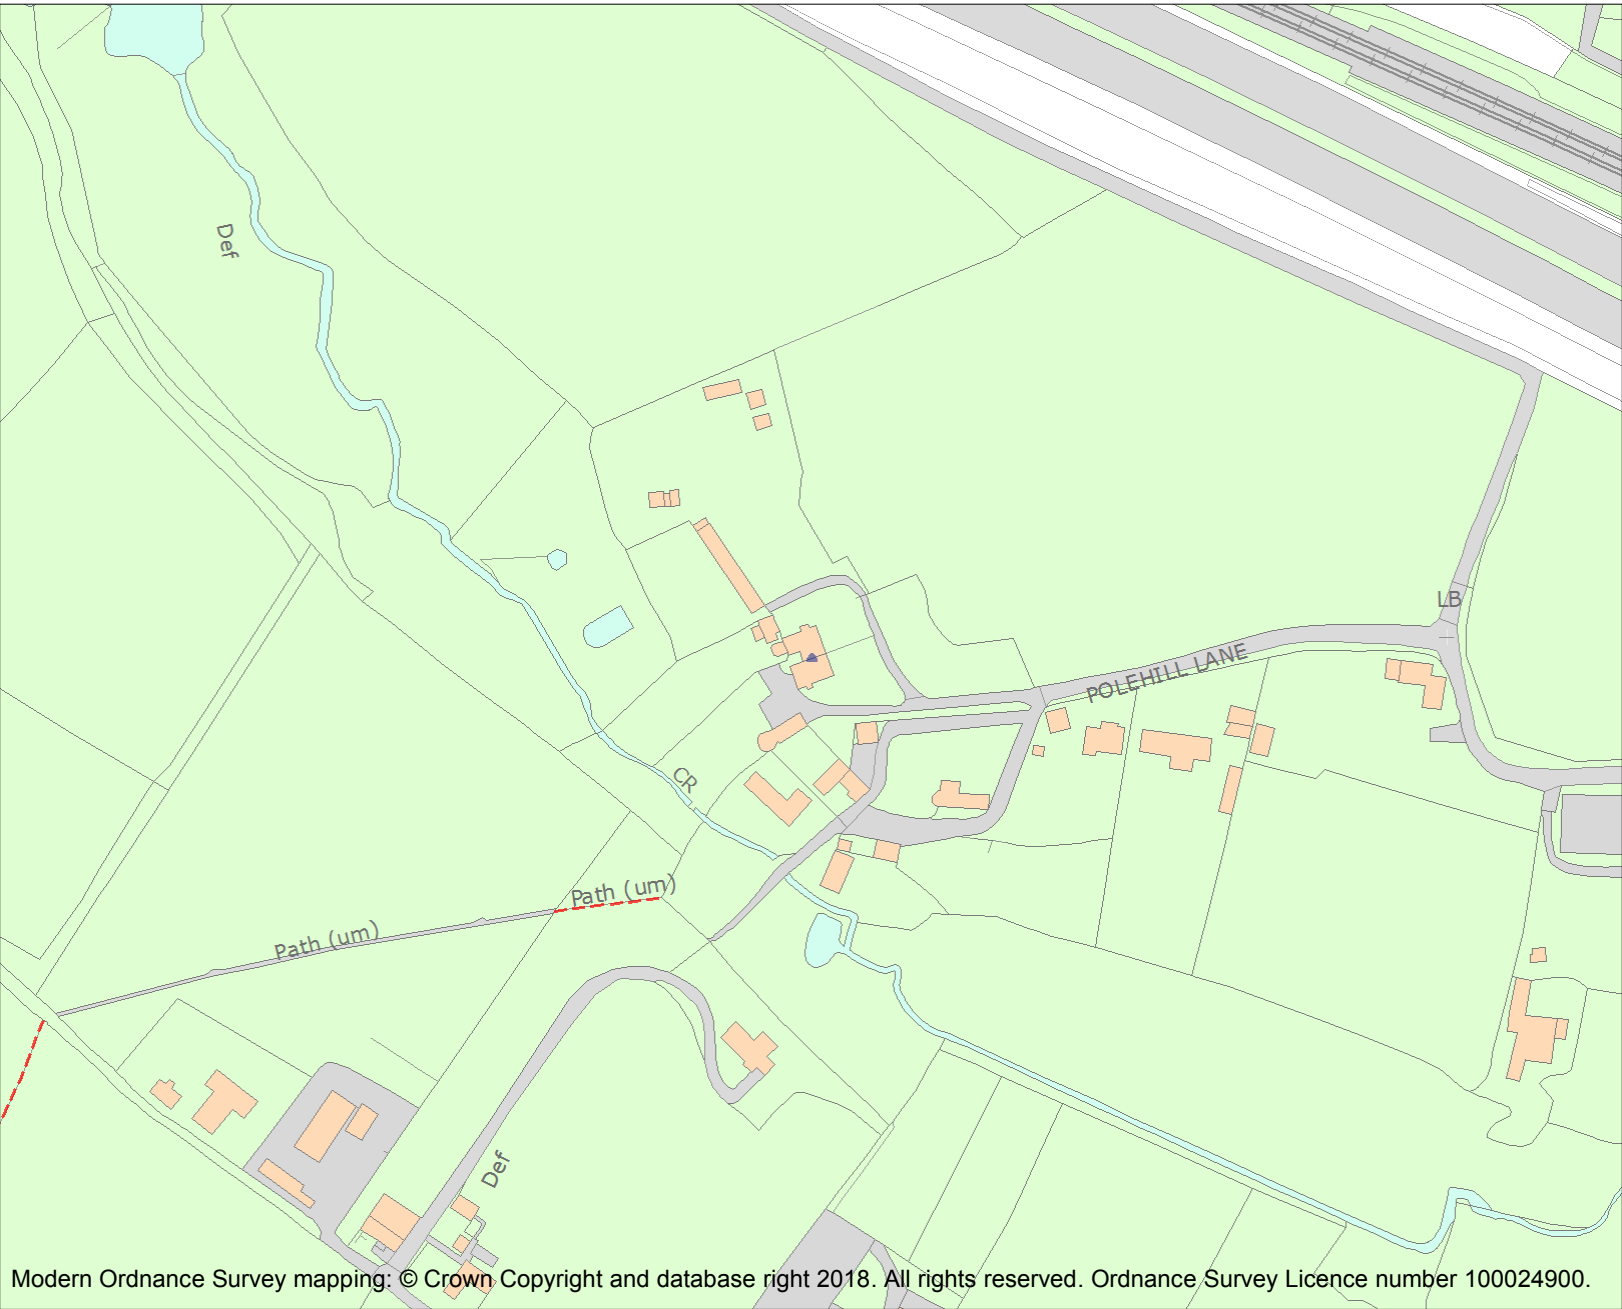 Def
LB
POLEHILL LANE
CR
Path (um)
Path (um)
Def
Modern Ordnance Survey mapping: © Crown Copyright and database right 2018. All rights reserved. Ordnance Survey Licence number 100024900.